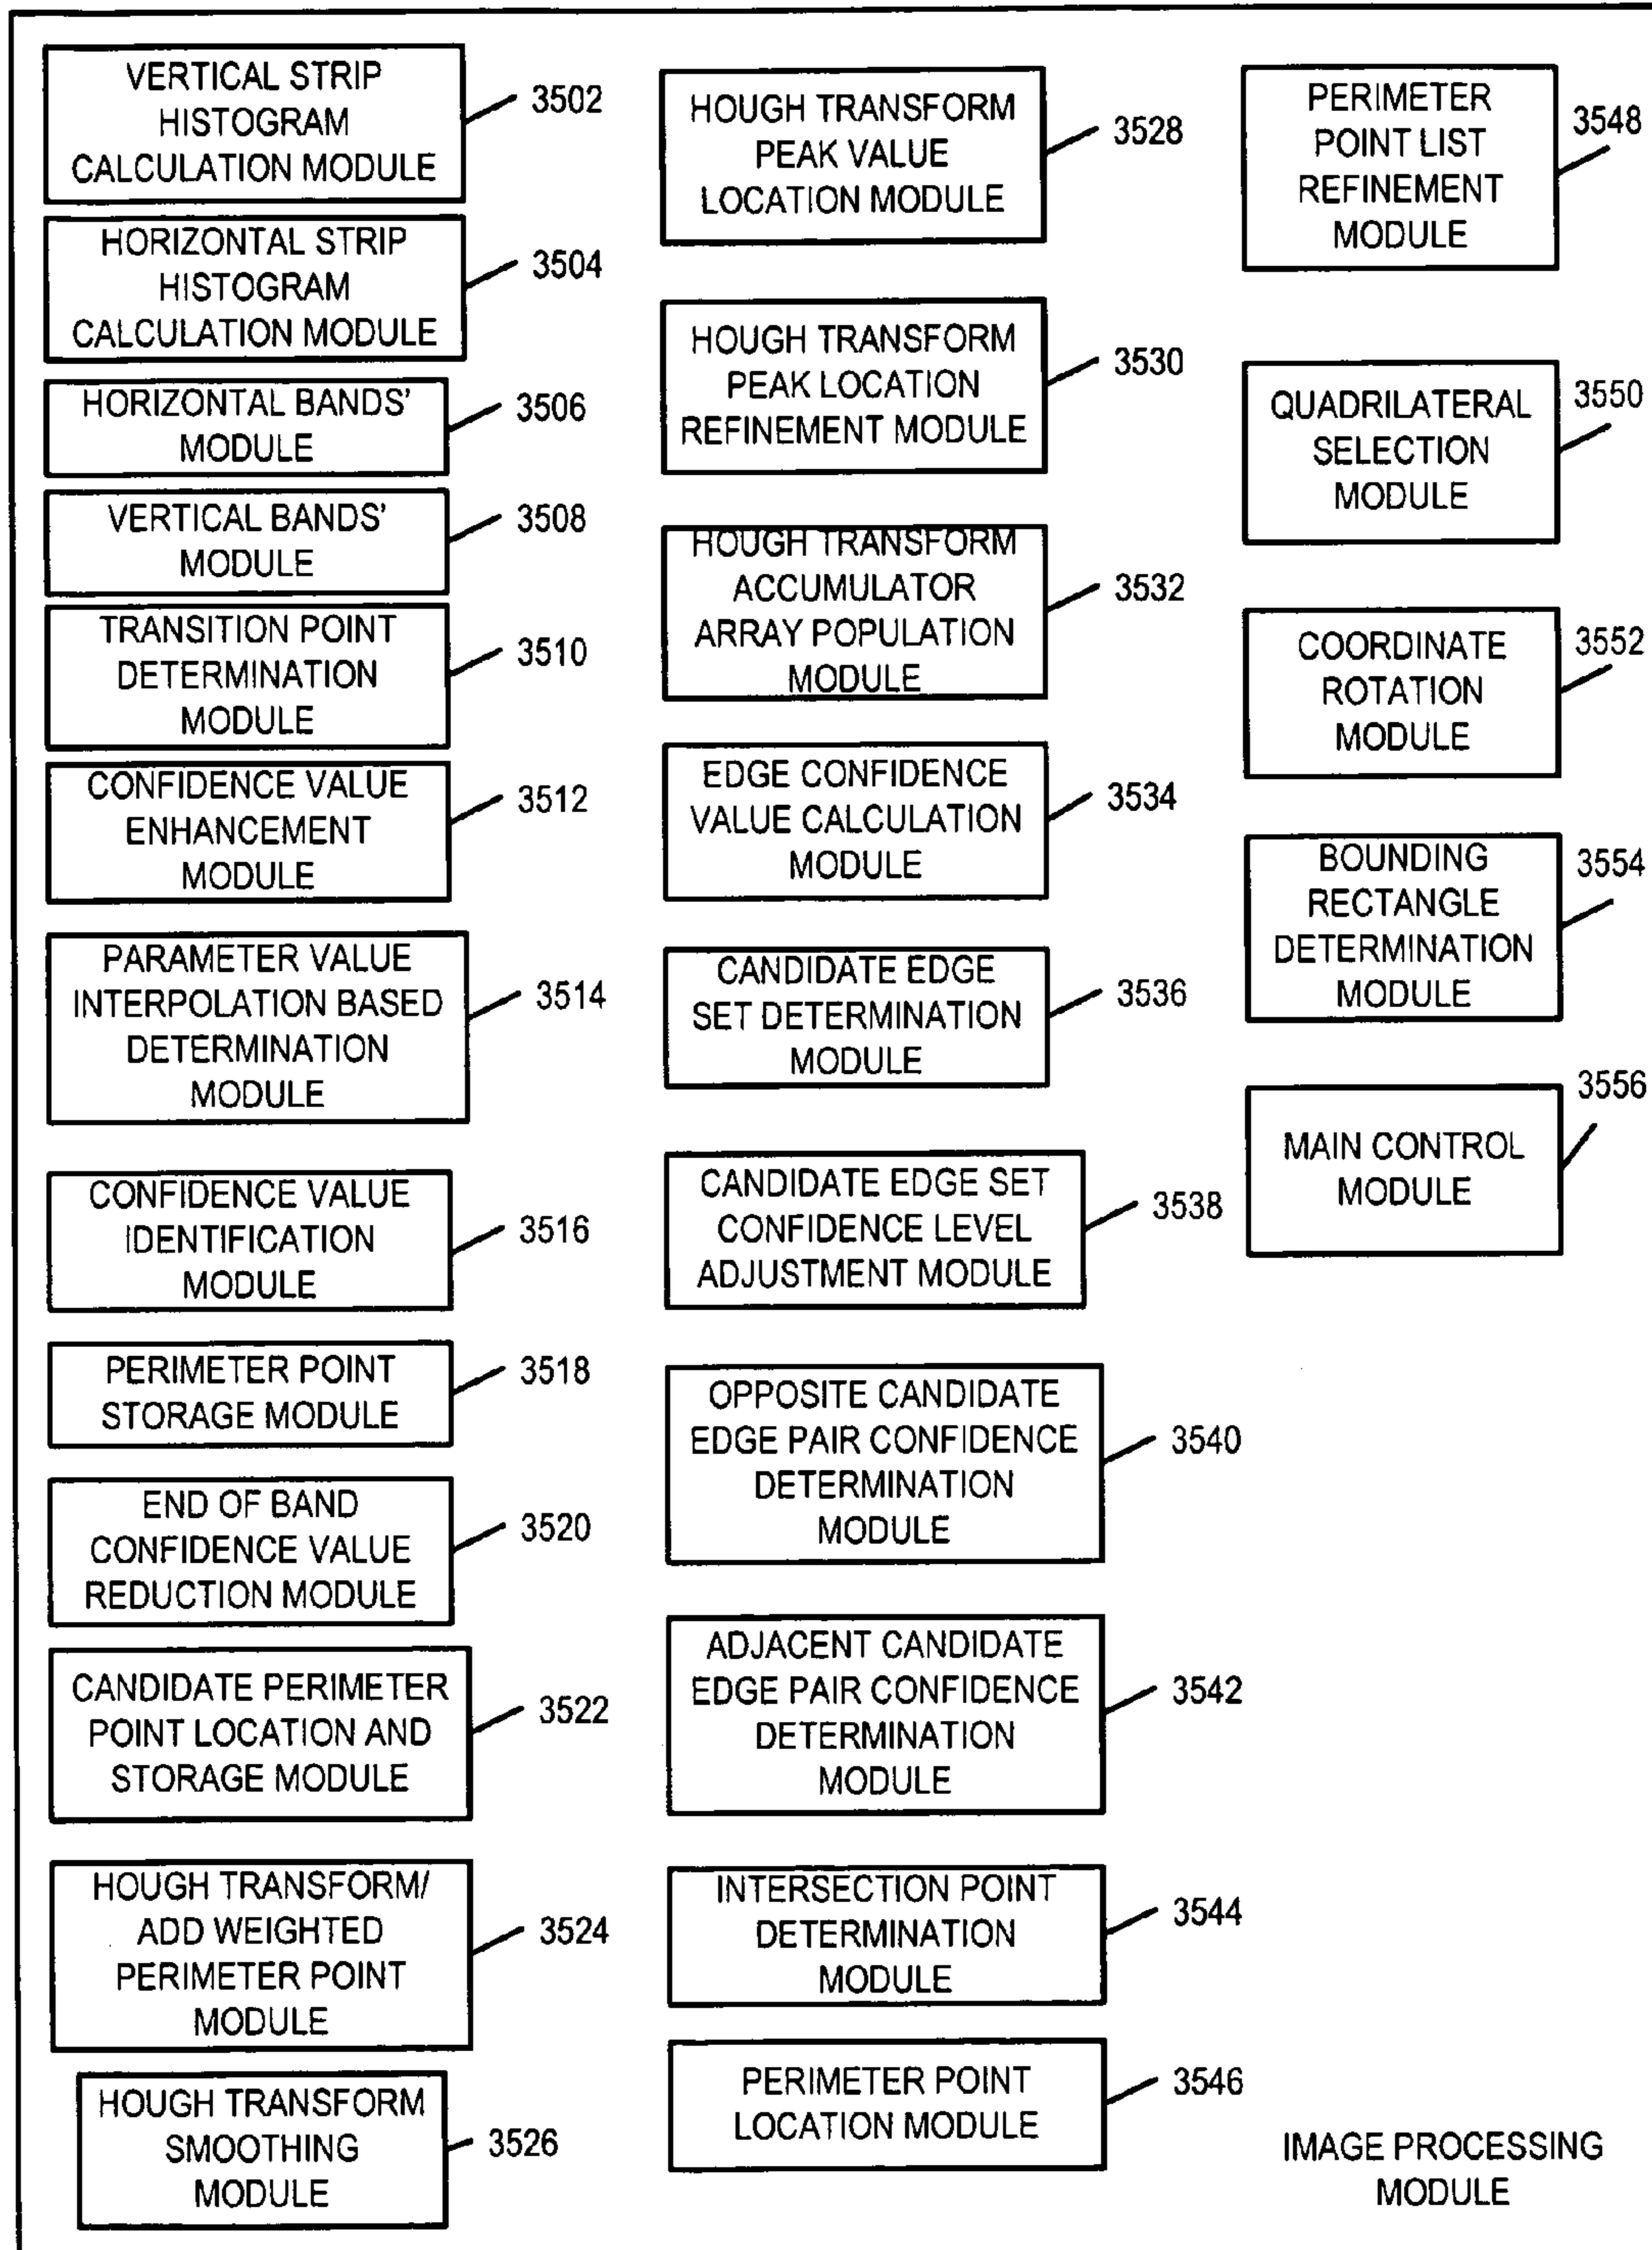 VERTICAL STRIP
HISTOGRAM
CALCULATION MODULE
3502
HORIZONTAL STRIP
HISTOGRAM
CALCULATION MODULE
3504
HORIZONTAL BANDS'
MODULE
3506
VERTICAL BANDS'
MODULE
3508
TRANSITION POINT
DETERMINATION
MODULE
3510
CONFIDENCE VALUE
ENHANCEMENT
MODULE
3512
PARAMETER VALUE
INTERPOLATION BASED
DETERMINATION
MODULE
3514
CONFIDENCE VALUE
IDENTIFICATION
MODULE
3516
PERIMETER POINT
STORAGE MODULE
3518
END OF BAND
CONFIDENCE VALUE
REDUCTION MODULE
3520
CANDIDATE PERIMETER
POINT LOCATION AND
STORAGE MODULE
3522
HOUGH TRANSFORM/
ADD WEIGHTED
PERIMETER POINT
MODULE
3524
HOUGH TRANSFORM
SMOOTHING
MODULE
3526
HOUGH TRANSFORM
PEAK VALUE
LOCATION MODULE
3528
HOUGH TRANSFORM
PEAK LOCATION
REFINEMENT MODULE
3530
HOUGH TRANSFORM
ACCUMULATOR
ARRAY POPULATION
MODULE
3532
EDGE CONFIDENCE
VALUE CALCULATION
MODULE
3534
CANDIDATE EDGE
SET DETERMINATION
MODULE
3536
CANDIDATE EDGE SET
CONFIDENCE LEVEL
ADJUSTMENT MODULE
3538
OPPOSITE CANDIDATE
EDGE PAIR CONFIDENCE
DETERMINATION
MODULE
3540
ADJACENT CANDIDATE
EDGE PAIR CONFIDENCE
DETERMINATION
MODULE
3542
INTERSECTION POINT
DETERMINATION
MODULE
3544
PERIMETER POINT
LOCATION MODULE
3546
PERIMETER
POINT LIST
REFINEMENT
MODULE
3548
QUADRILATERAL
SELECTION
MODULE
3550
COORDINATE
ROTATION
MODULE
3552
BOUNDING
RECTANGLE
DETERMINATION
MODULE
3554
MAIN CONTROL
MODULE
3556
IMAGE PROCESSING
MODULE